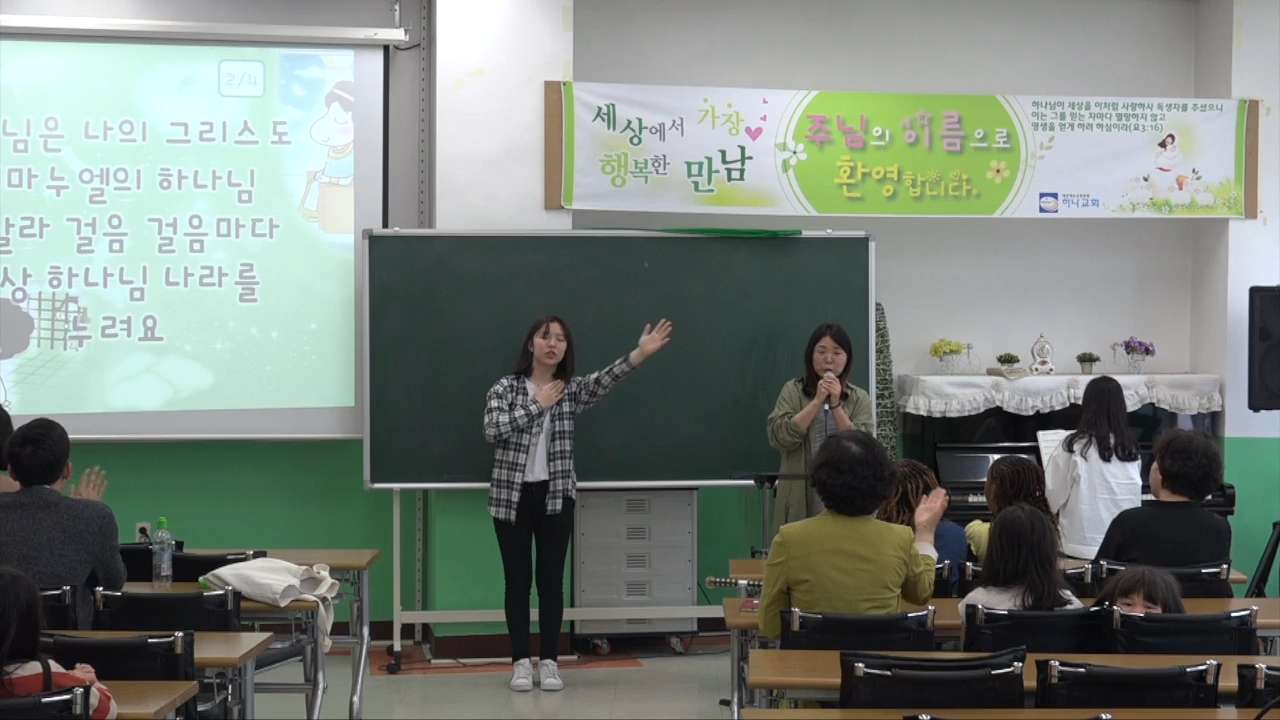 2/4
님은 나의 그리스도
마누엘의 하나님
라 걸음 걸음마다
상 하나님 나라를
누려요
세상에서 가장
행복한 만남
주님의 이름으로
환영합니다.
하나님이 세상을 이처럼 사랑하사 독생자를 주셨으니
이는 그를 믿는 자마다 멸망하지 않고
영생을 얻게 하려 하심이라(요3:16)
하나교회